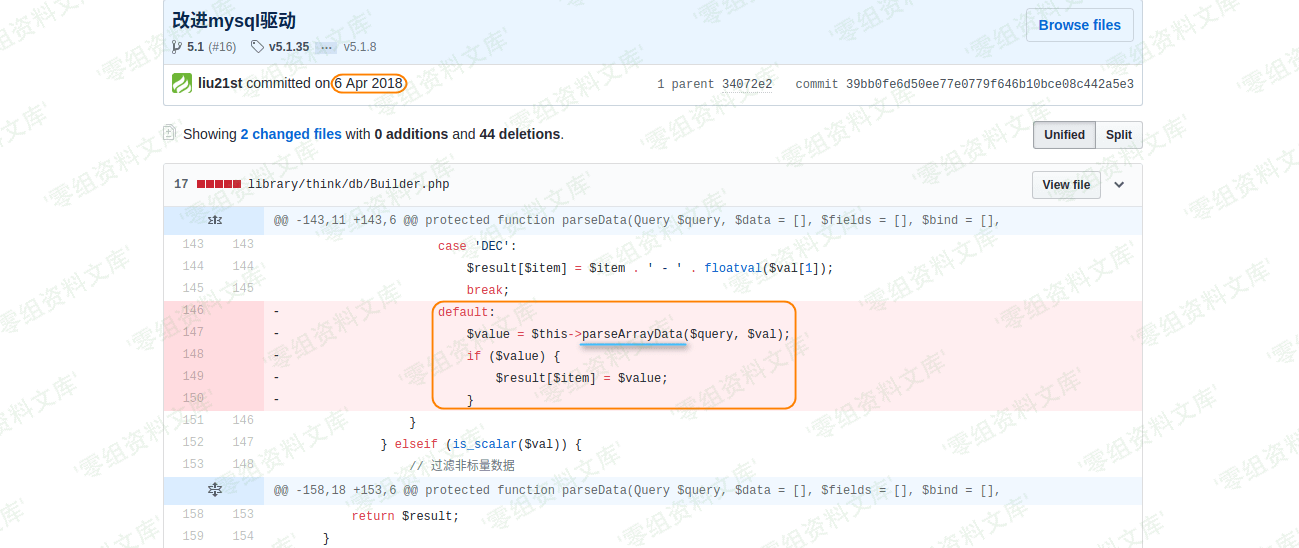 改进mysql驱动
Browse files
5.1 (#16) v5.1.35 ... v5.1.8
liu21st committed on 6 Apr 2018
1 parent 34072e2 commit 39bb0fe6d50ee77e0779f646b10bce08c442a5e3
Showing 2 changed files with 0 additions and 44 deletions.
Unified Split
17 library/think/db/Builder.php
View file
@@ -143,11 +143,6 @@ protected function parseData(Query $query, $data = [], $fields = [], $bind = [],
143 143 case 'DEC':
144 144 $result[$item] = $item . ' - ' . floatval($val[1]);
145 145 break;
146 - default:
147 - $value = $this->parseArrayData($query, $val);
148 - if ($value) {
149 - $result[$item] = $value;
150 - }
151 146 }
152 147 } elseif (is_scalar($val)) {
153 148 // 过滤非标量数据
@@ -158,18 +153,6 @@ protected function parseData(Query $query, $data = [], $fields = [], $bind = [],
158 153 return $result;
159 154 }
'零组资料文库'